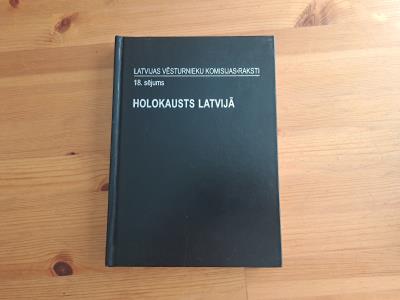 LATVIJAS VĒSTURNIEKU KOMISIJAS•RAKSTI
18. sējums
HOLOKAUSTS LATVIJĀ